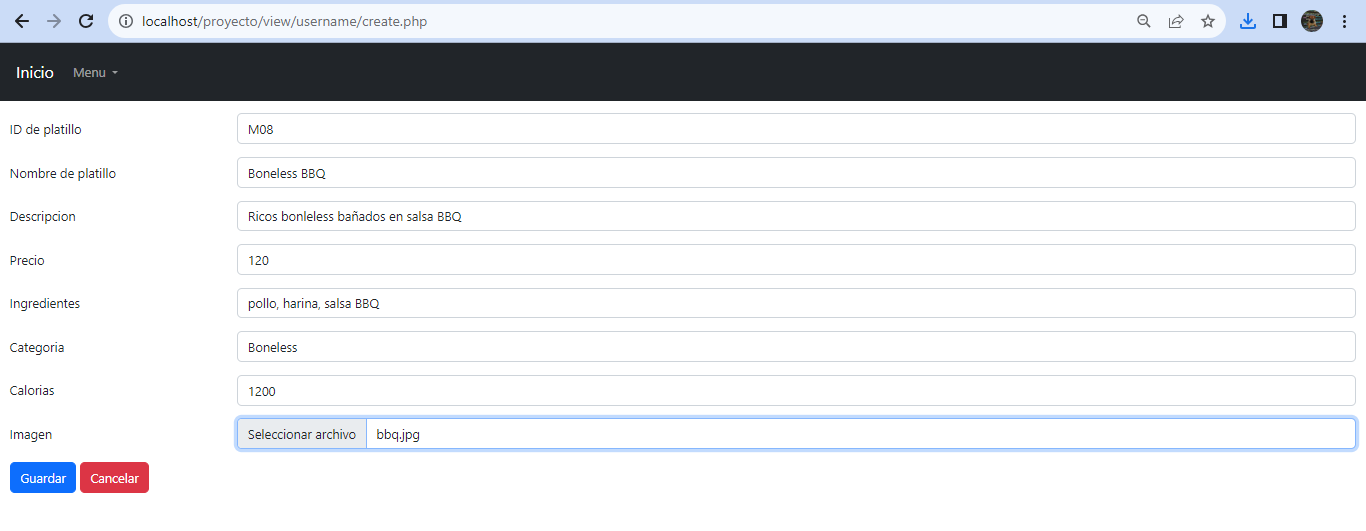 localhost/proyecto/view/username/create.php
Inicio Menu
ID de platillo M08
Nombre de platillo Boneless BBQ
Descripcion Ricos bonleless bañados en salsa BBQ
Precio 120
Ingredientes pollo, harina, salsa BBQ
Categoria Boneless
Calorias 1200
Imagen Seleccionar archivo bbq.jpg
Guardar Cancelar